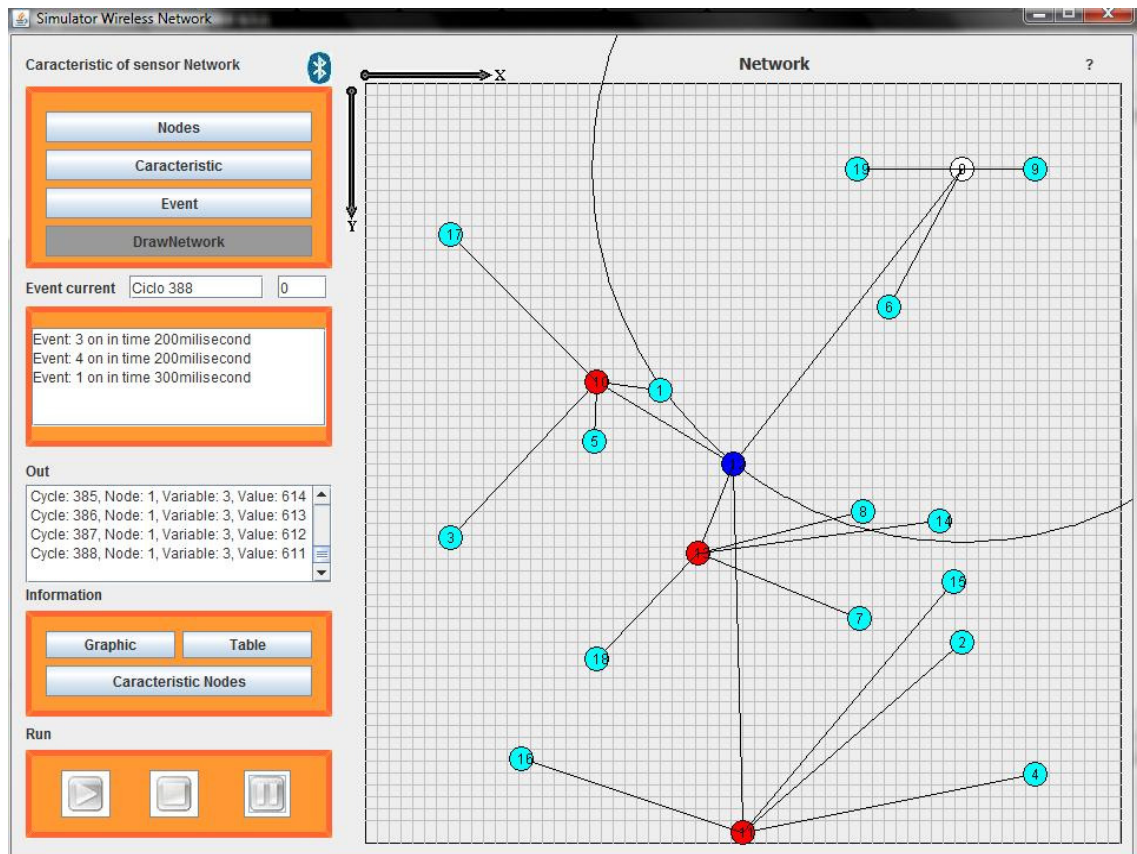 Simulator Wireless Network
Caracteristic of sensor Network
Nodes
Caracteristic
Event
DrawNetwork
Event current Ciclo 388 0
Event: 3 on in time 200milisecond
Event: 4 on in time 200milisecond
Event: 1 on in time 300milisecond
Out
Cycle: 385, Node: 1, Variable: 3, Value: 614
Cycle: 386, Node: 1, Variable: 3, Value: 613
Cycle: 387, Node: 1, Variable: 3, Value: 612
Cycle: 388, Node: 1, Variable: 3, Value: 611
Information
Graphic Table
Caracteristic Nodes
Run
X
Y
Network
?
19
9
17
6
10
1
5
8
14
3
15
7
2
18
16
4